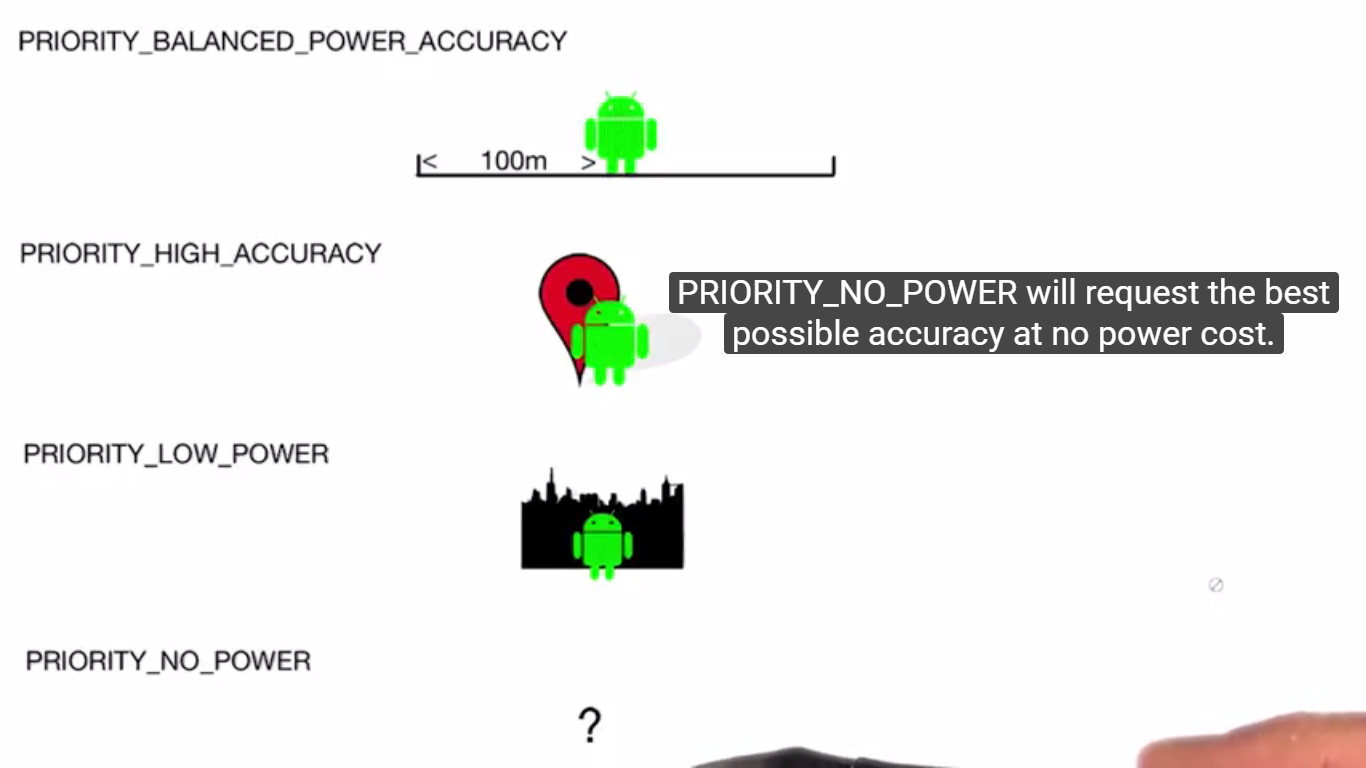 PRIORITY_BALANCED_POWER_ACCURACY
|< 100m >
PRIORITY_HIGH_ACCURACY
PRIORITY_NO_POWER will request the best
possible accuracy at no power cost.
PRIORITY_LOW_POWER
PRIORITY_NO_POWER
?